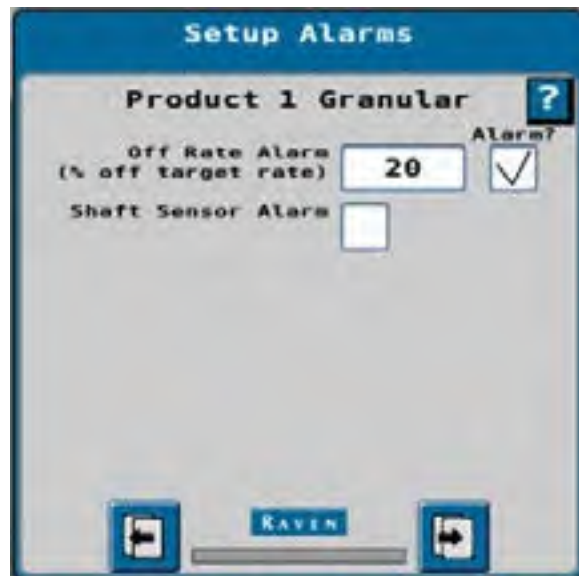 Setup Alarms
Product 1 Granular
?
Alarm?
Off Rate Alarm
(% off target rate)
20
Shaft Sensor Alarm
RAVEN